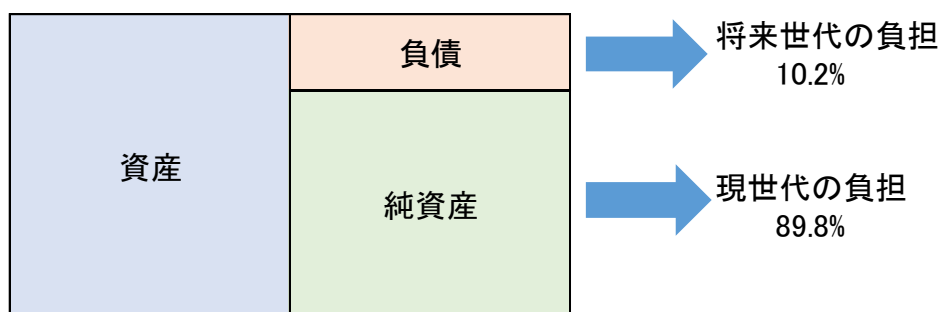 資産
負債
純資産
将来世代の負担
10.2%
現世代の負担
89.8%